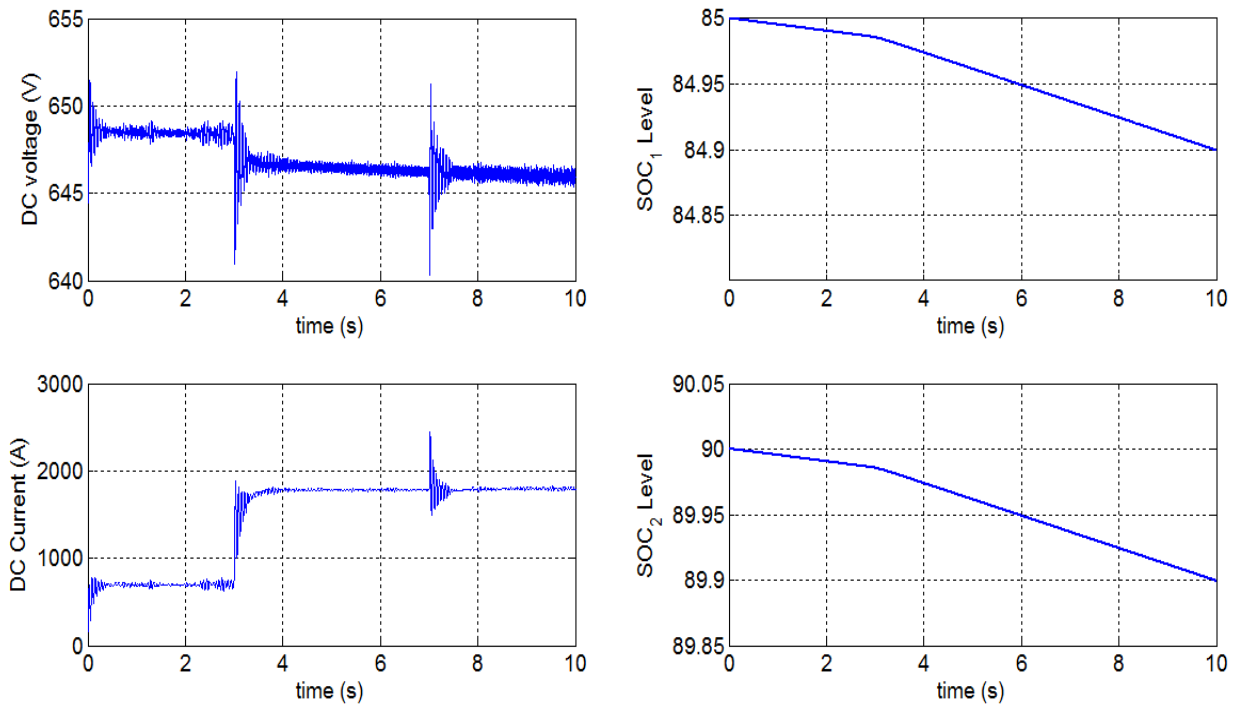 655
650
645
640
DC voltage (V)
0 2 4 6 8 10
time (s)
85
84.95
84.9
84.85
SOC1 Level
0 2 4 6 8 10
time (s)
3000
2000
1000
0
DC Current (A)
0 2 4 6 8 10
time (s)
90.05
90
89.95
89.9
89.85
SOC2 Level
0 2 4 6 8 10
time (s)